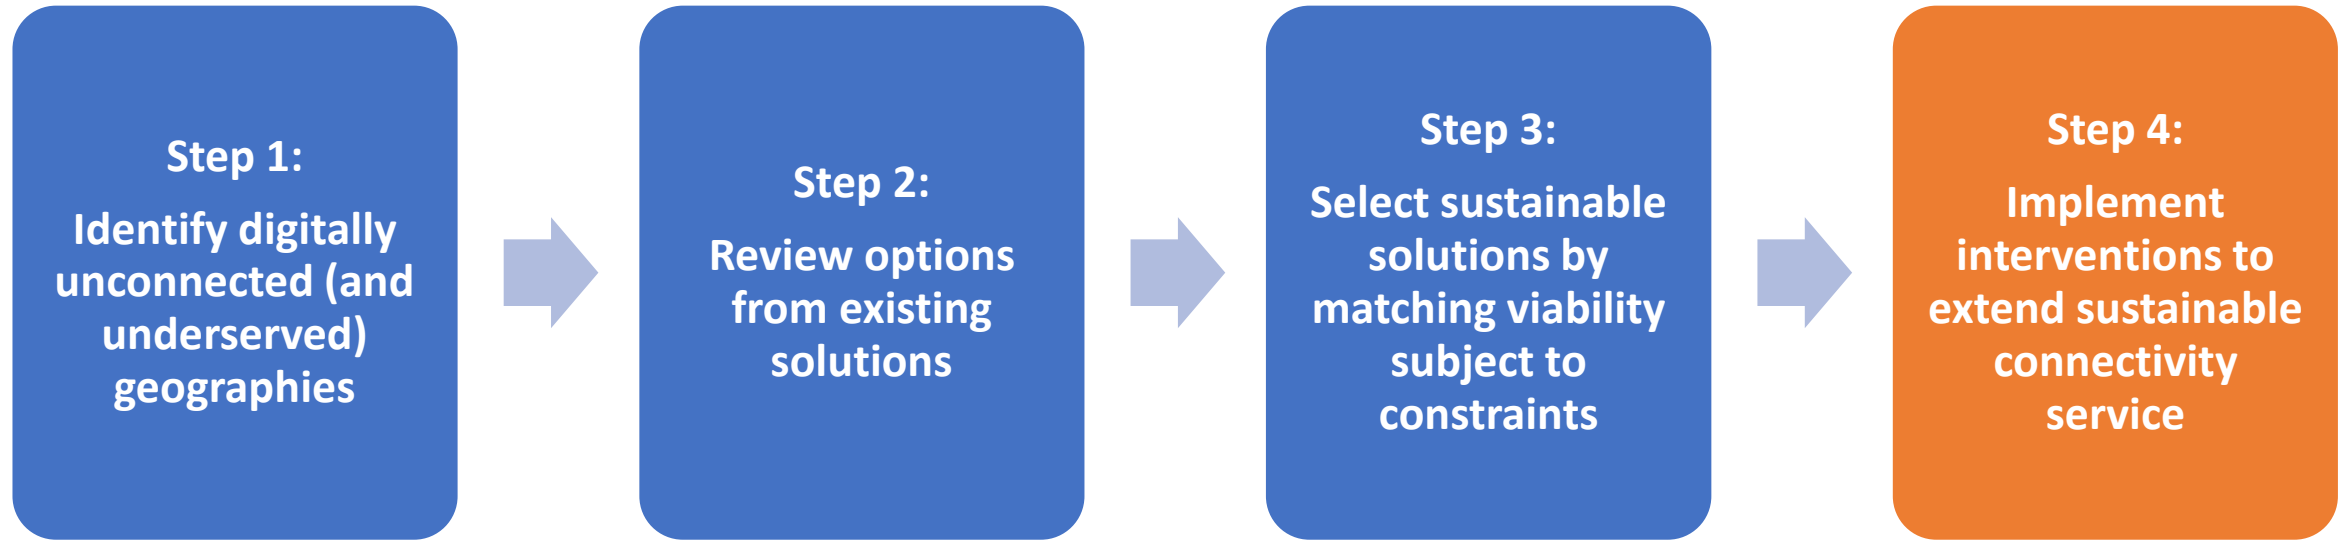 Step 1:
Identify digitally
unconnected (and
underserved)
geographies
Step 2:
Review options
from existing
solutions
Step 3:
Select sustainable
solutions by
matching viability
subject to
constraints
Step 4:
Implement
interventions to
extend sustainable
connectivity
service